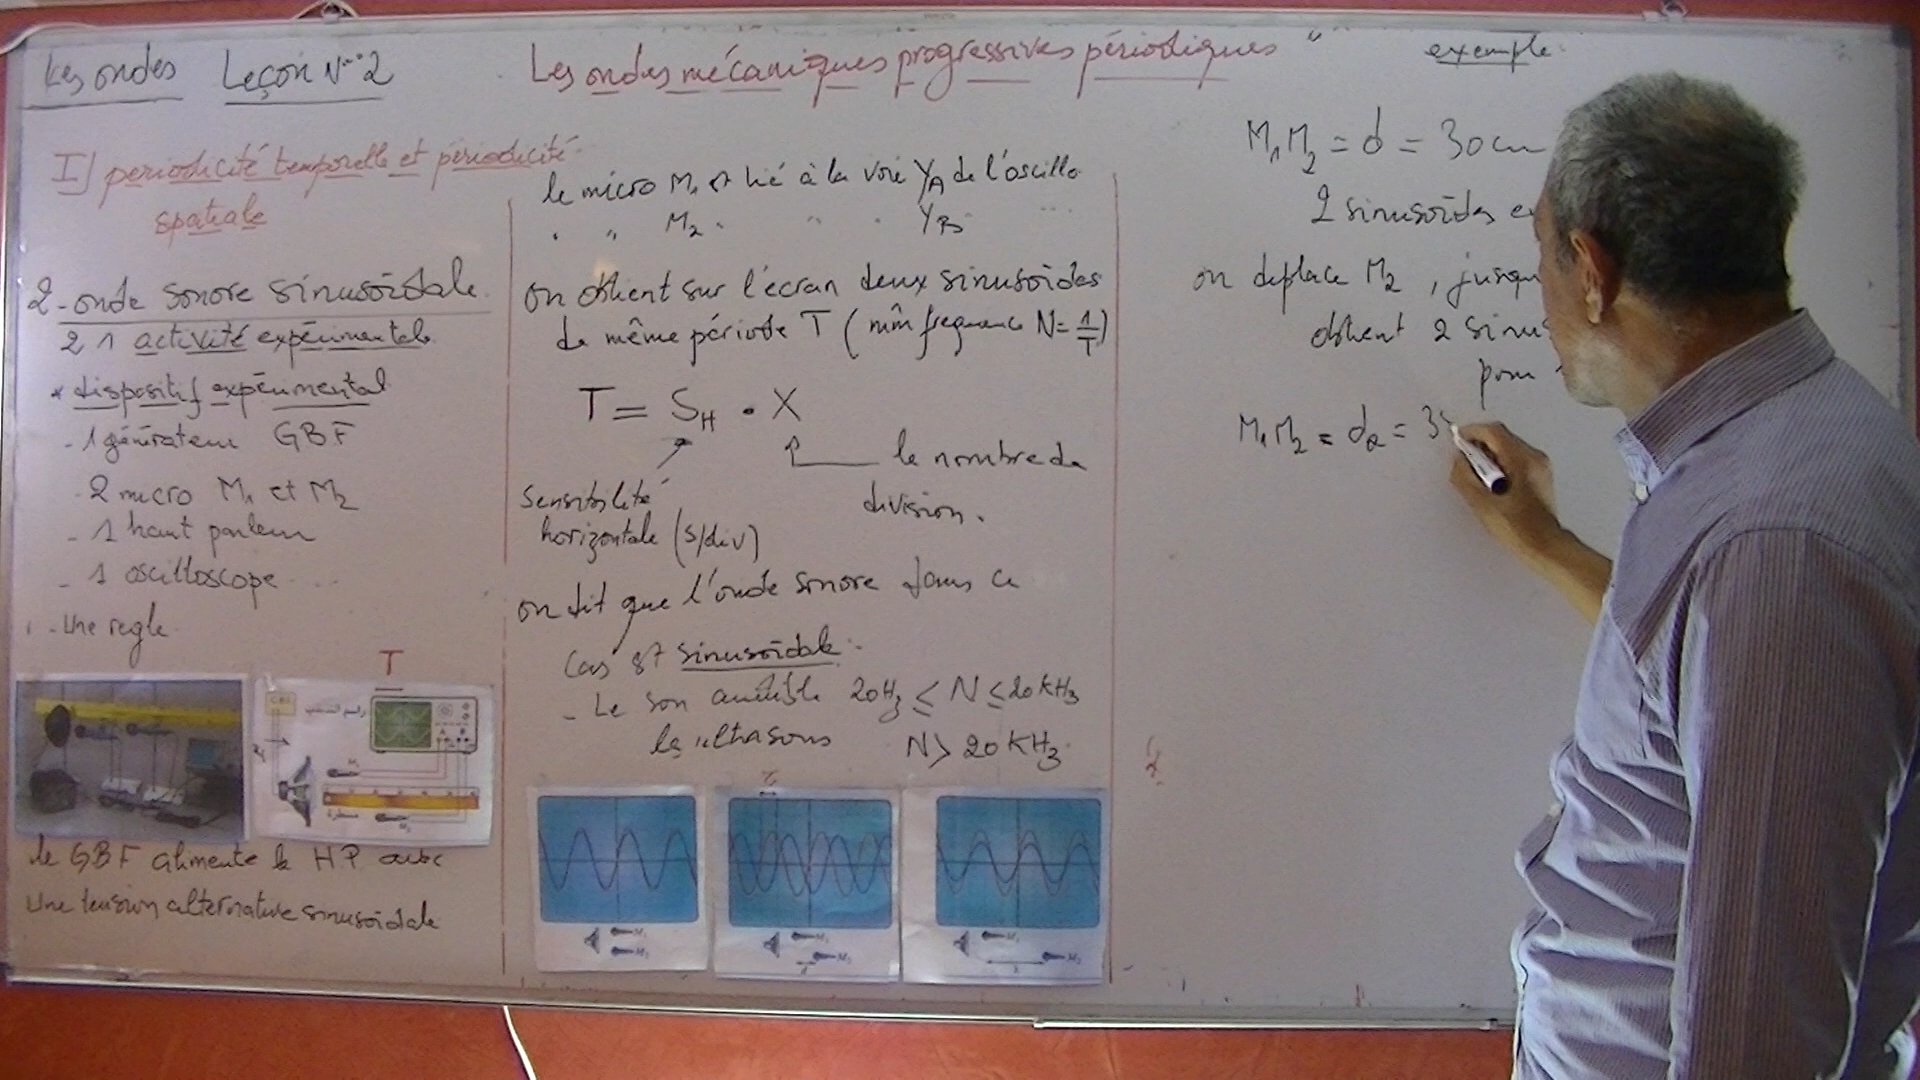 Les ondes Leçon N°2
Les ondes mécaniques progressives périodiques "
I) periodicité temporelle et périodicité
spatiale
2- onde sonore sinusoïdale
2 1 activité expérimentale
* dispositif expérimental
- 1 générateur GBF
- 2 micro M1 et M2
- 1 haut parleur
- 1 oscilloscope
- Une regle
T
le GBF alimente le HP avec
Une tension alternative sinusoïdale
le micro M1 est lié à la voie YA de l'oscillo
" " M2 " " YB
on obtient sur l'écran deux sinusoïdes
de même période T ( mêm frequence N = 1/T )
T = SH . X
le nombre de
division .
Sensibilité
horizontale (s/div)
on dit que l'onde sonore dans ce
Cas est sinusoïdale .
- Le son audible 20Hz ≤ N ≤ 20 KHz
les ultrasons N > 20 KHz
exemple
M1M2 = d = 30 cm
2 sinusoïdes
on deplace M2 ,
obtient 2
pour
M1M2 = =